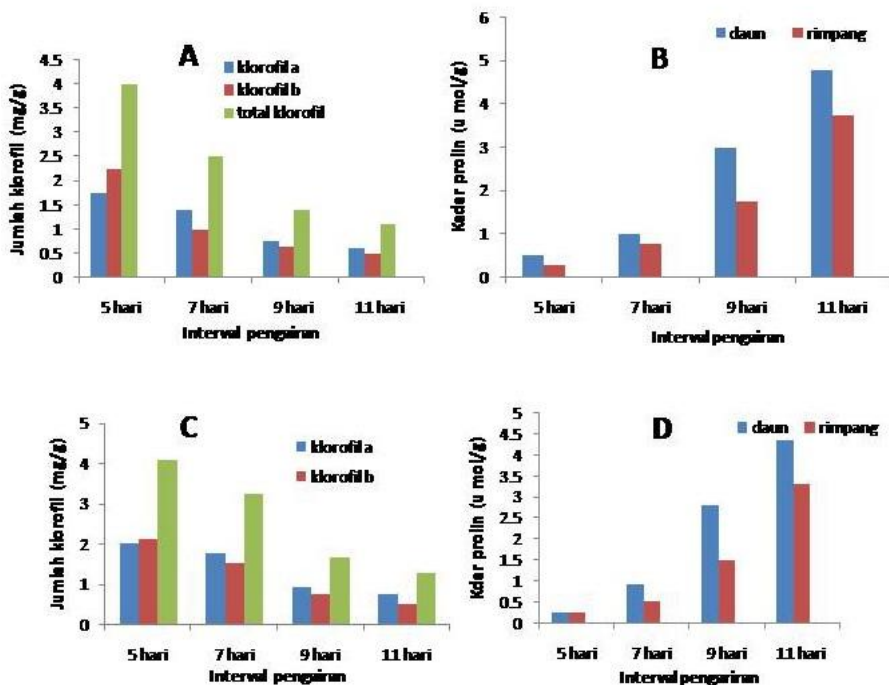 A
klorofil a
klorofil b
total klorofil
Jumlah klorofil (mg/g)
4.5
4
3.5
3
2.5
2
1.5
1
0.5
0
5 hari 7 hari 9 hari 11 hari
Interval pengairan
B
daun rimpang
Kadar prolin (u mol/g)
6
5
4
3
2
1
0
5 hari 7 hari 9 hari 11 hari
Interval pengairan
C
klorofil a
klorofil b
Jumlah klorofil (mg/g)
5
4
3
2
1
0
5 hari 7 hari 9 hari 11 hari
Interval pengairan
D
daun rimpang
Kdar prolin (u mol/g)
5
4.5
4
3.5
3
2.5
2
1.5
1
0.5
0
5 hari 7 hari 9 hari 11 hari
Interval pengariran